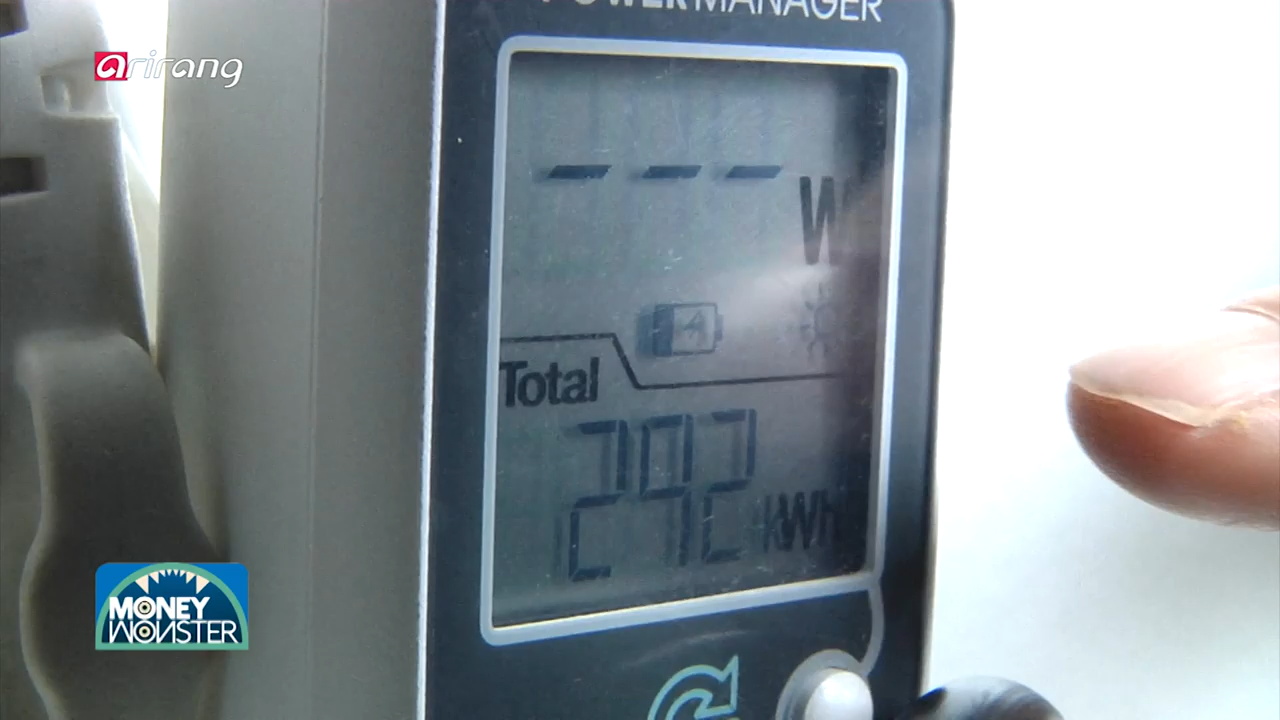 POWER MANAGER
arirang
--- W
Total
292 kWh
MONEY
MONSTER